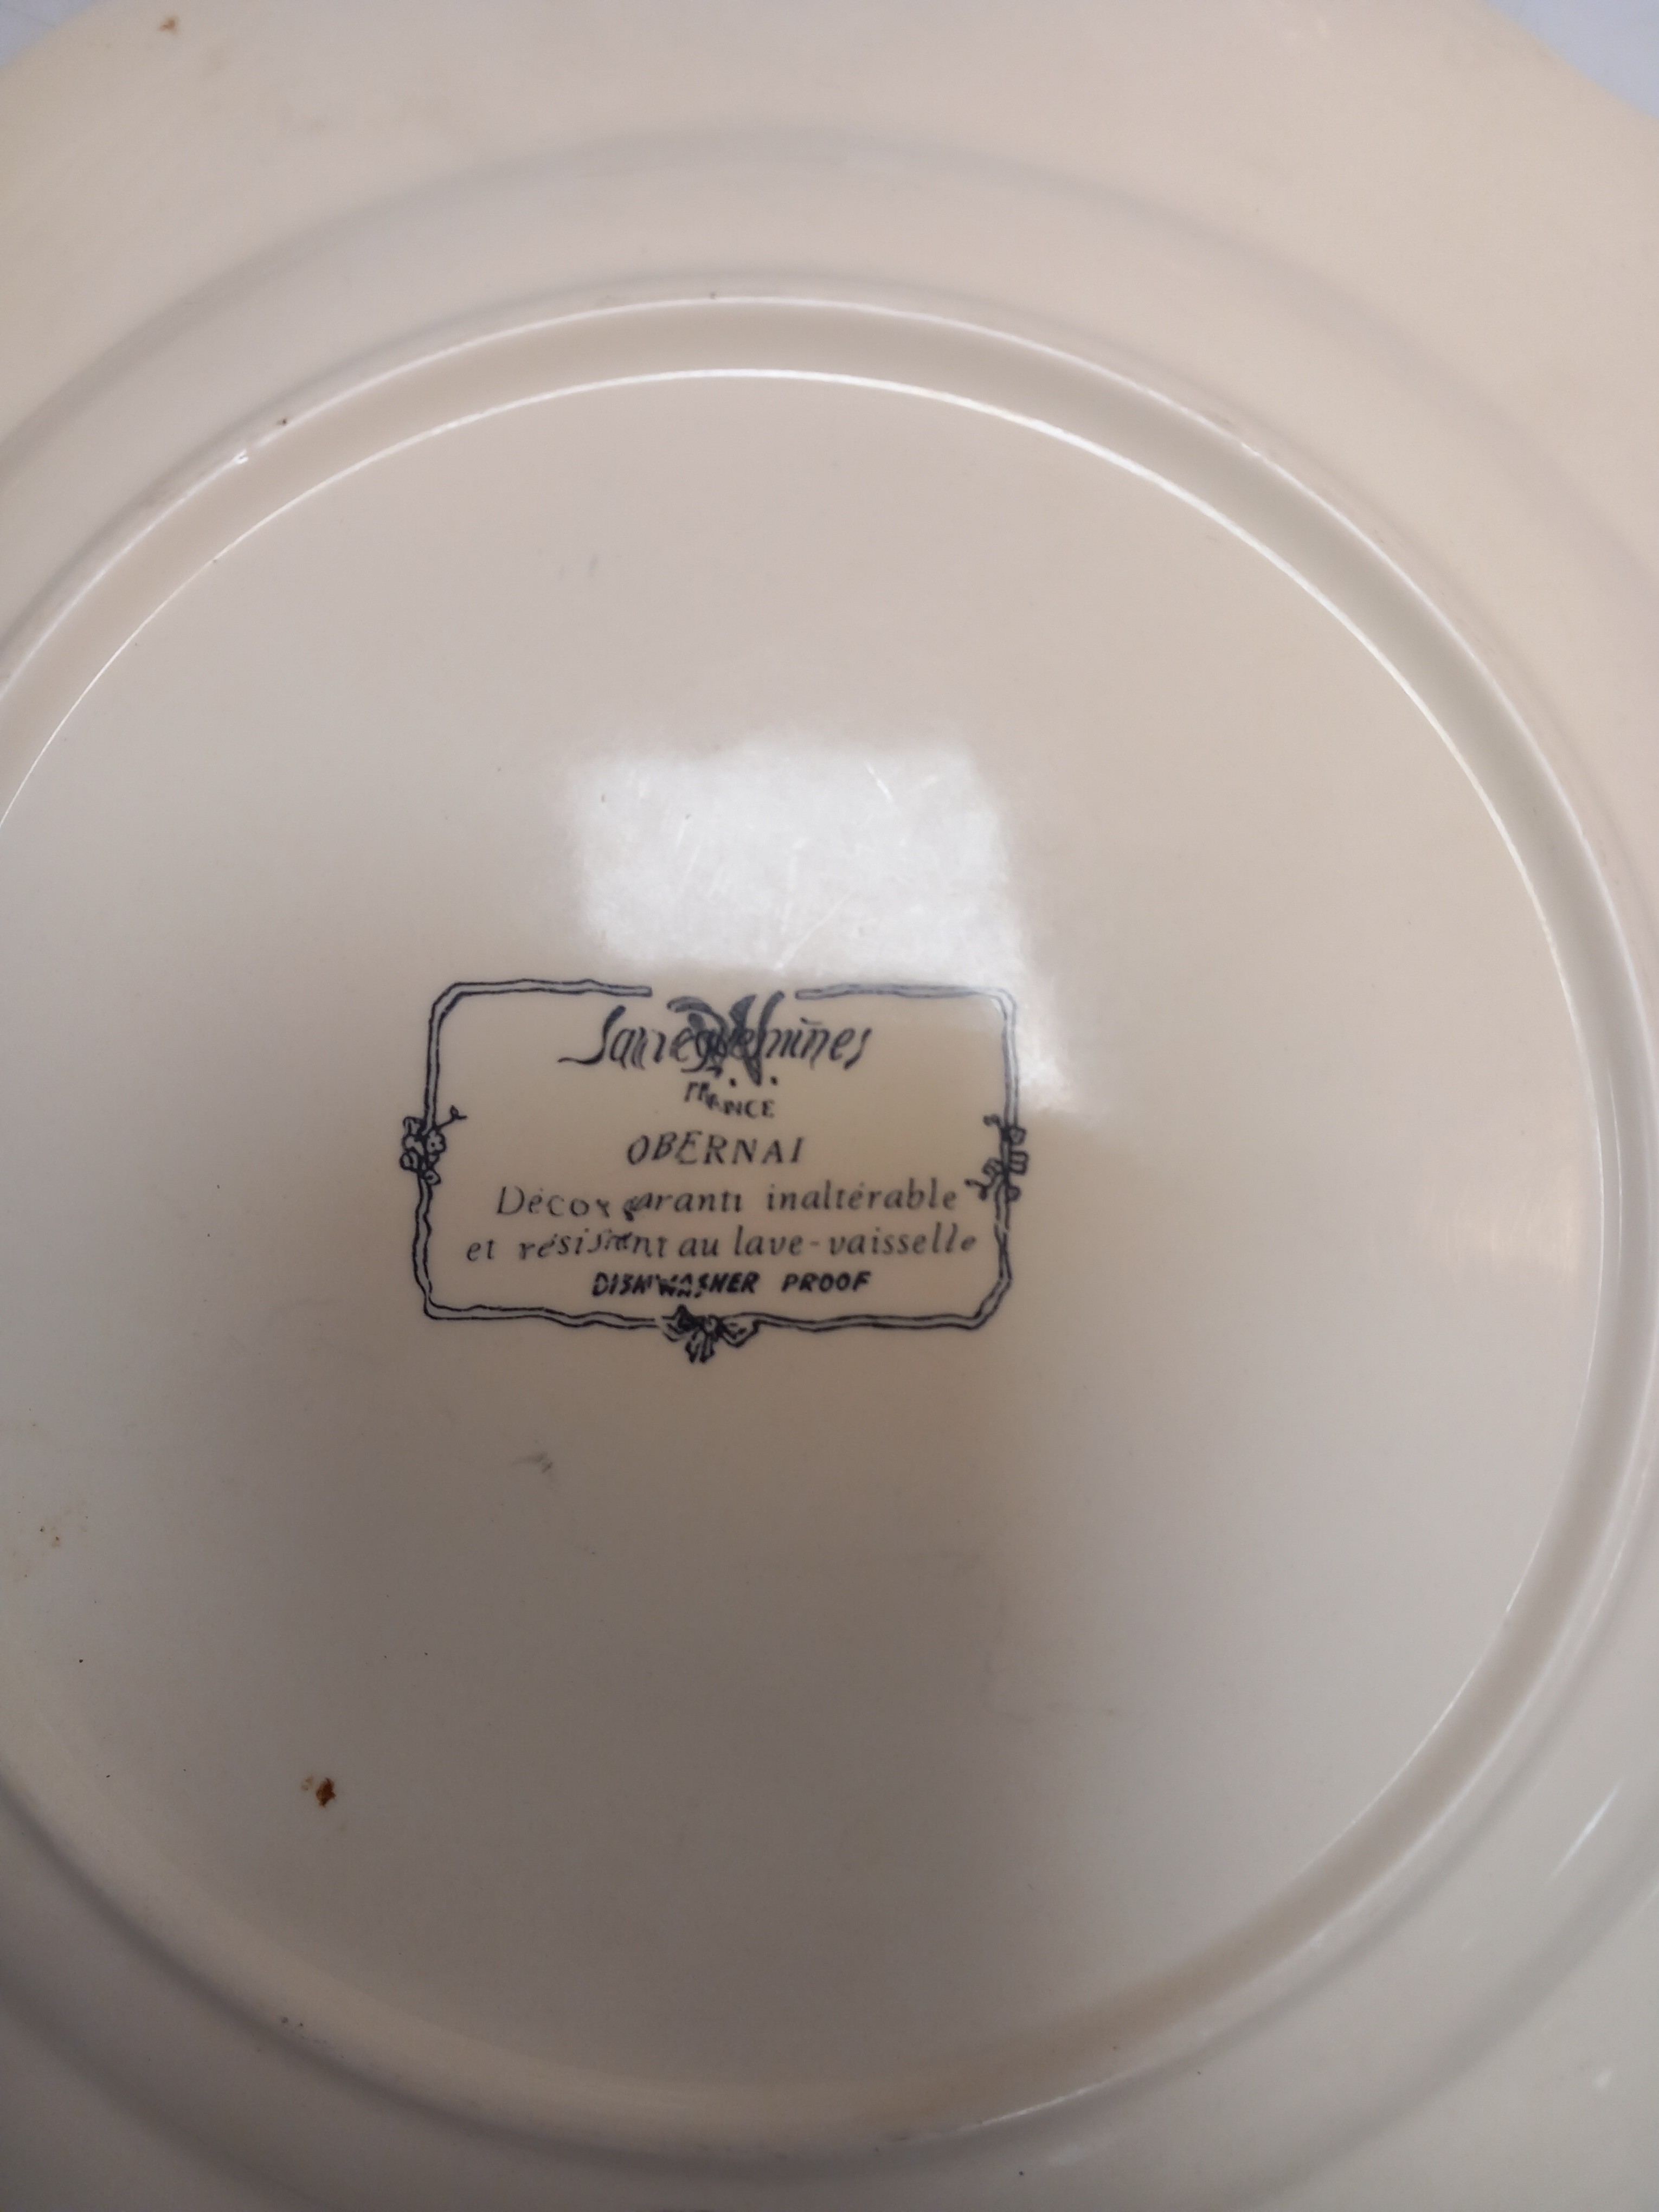 Sarreguemines
FRANCE
OBERNAI
Décor garanti inaltérable
et résistant au lave-vaisselle
DISHWASHER PROOF